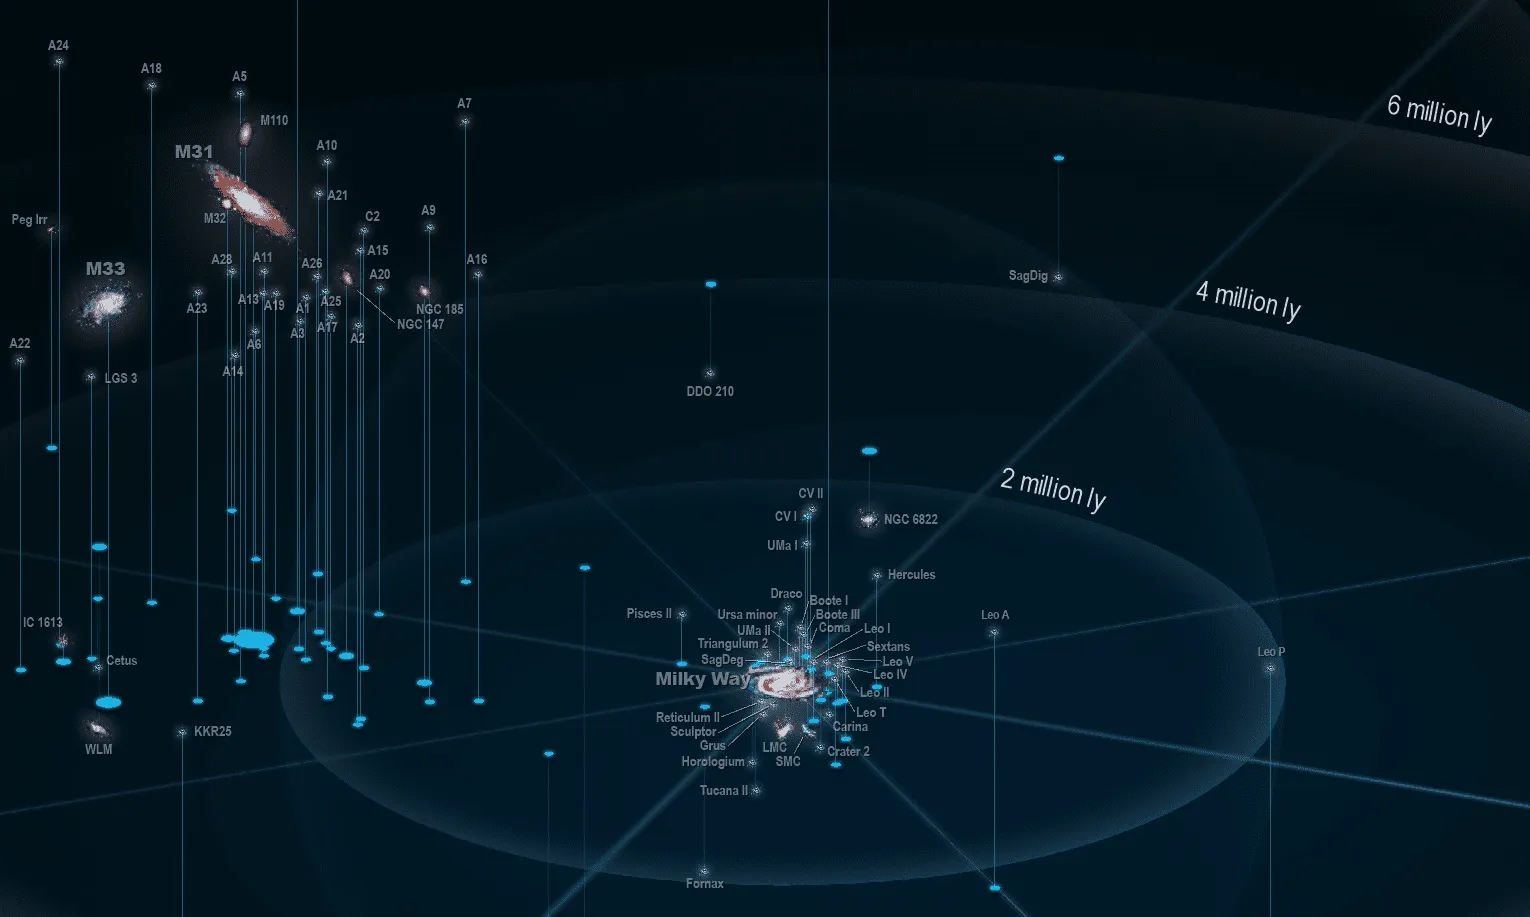 A24
A18
A5
A7
M110
M31
A10
A21
M32
Peg Irr
C2
A9
A15
A28
A11
A26
A20
A16
M33
A23
A13
A19
A1
A25
NGC 185
NGC 147
A3
A17
A2
A6
A22
A14
LGS 3
6 million ly
SagDig
4 million ly
DDO 210
2 million ly
CV II
CV I
NGC 6822
UMa I
Hercules
Draco
Boote I
Pisces II
Ursa minor
Boote III
Leo A
IC 1613
UMa II
Coma
Leo I
Triangulum 2
Sextans
Leo P
Cetus
SagDeg
Leo V
Milky Way
Leo IV
Leo II
Reticulum II
Leo T
KKR25
Sculptor
Carina
WLM
Grus
LMC
Crater 2
Horologium
SMC
Tucana II
Fornax